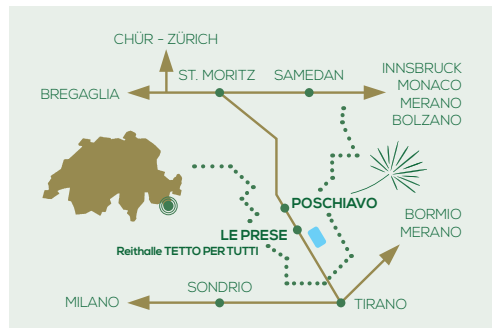 CHÜR – ZÜRICH
ST. MORITZ
SAMEDAN
INNSBRUCK
MONACO
MERANO
BOLZANO
BREGAGLIA
POSCHIAVO
BORMIO
MERANO
LE PRESE
Reithalle TETTO PER TUTTI
SONDRIO
MILANO
TIRANO